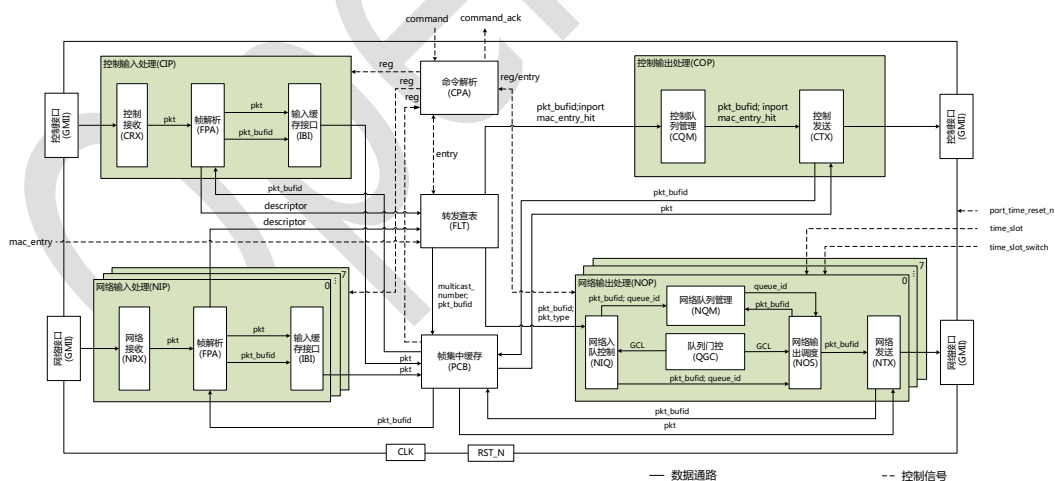 command
command_ack
控制输入处理(CIP)
控制接口
(GMII)
控制
接收
(CRX)
pkt
帧解析
(FPA)
pkt
pkt_bufid
输入缓
存接口
(IBI)
reg
reg
reg
命令解析
(CPA)
reg/entry
entry
控制输出处理(COP)
pkt_bufid;inport
mac_entry_hit
控制队
列管理
(CQM)
pkt_bufid; inport
mac_entry_hit
控制
发送
(CTX)
控制接口
(GMII)
pkt_bufid
descriptor
descriptor
转发查表
(FLT)
pkt_bufid
pkt
mac_entry
port_time_reset_n
time_slot
time_slot_switch
7
⋮
0
网络输入处理(NIP)
网络接口
(GMII)
网络
接收
(NRX)
pkt
帧解析
(FPA)
pkt
pkt_bufid
输入缓
存接口
(IBI)
multicast_
number;
pkt_bufid
pkt
pkt
帧集中缓存
(PCB)
pkt_bufid;
pkt_type
7
⋮
0
网络输出处理(NOP)
pkt_bufid; queue_id
网络队列管理
(NQM)
queue_id
pkt_bufid
网络入
队控制
(NIQ)
GCL
队列门控
(QGC)
GCL
网络输
出调度
(NOS)
pkt_bufid
网络
发送
(NTX)
网络接口
(GMII)
pkt_bufid; queue_id
pkt_bufid
pkt_bufid
pkt
CLK
RST_N
数据通路
控制信号